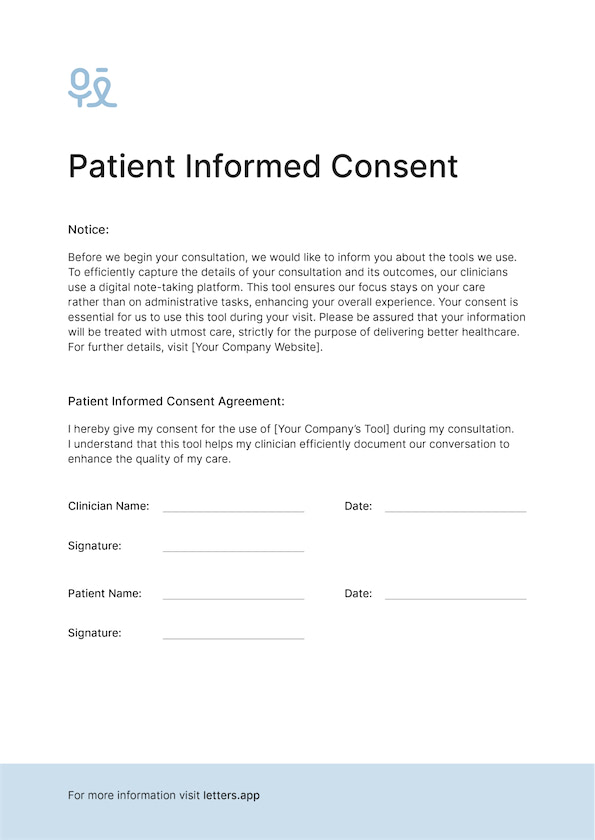 Patient Informed Consent
Notice:
Before we begin your consultation, we would like to inform you about the tools we use.
To efficiently capture the details of your consultation and its outcomes, our clinicians
use a digital note-taking platform. This tool ensures our focus stays on your care
rather than on administrative tasks, enhancing your overall experience. Your consent is
essential for us to use this tool during your visit. Please be assured that your information
will be treated with utmost care, strictly for the purpose of delivering better healthcare.
For further details, visit [Your Company Website].
Patient Informed Consent Agreement:
I hereby give my consent for the use of [Your Company’s Tool] during my consultation.
I understand that this tool helps my clinician efficiently document our conversation to
enhance the quality of my care.
Clinician Name: Date:
Signature:
Patient Name: Date:
Signature:
For more information visit letters.app